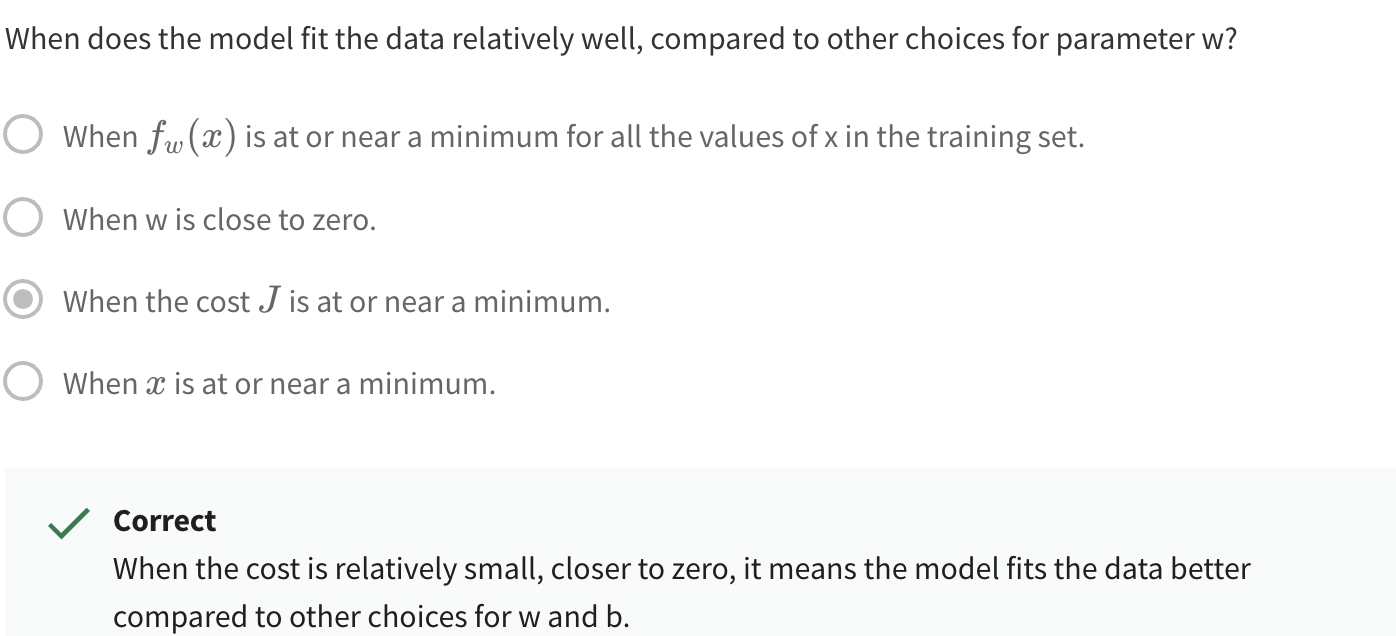 When does the model fit the data relatively well, compared to other choices for parameter w?
When f_w(x) is at or near a minimum for all the values of x in the training set.
When w is close to zero.
When the cost J is at or near a minimum.
When x is at or near a minimum.
Correct
When the cost is relatively small, closer to zero, it means the model fits the data better
compared to other choices for w and b.